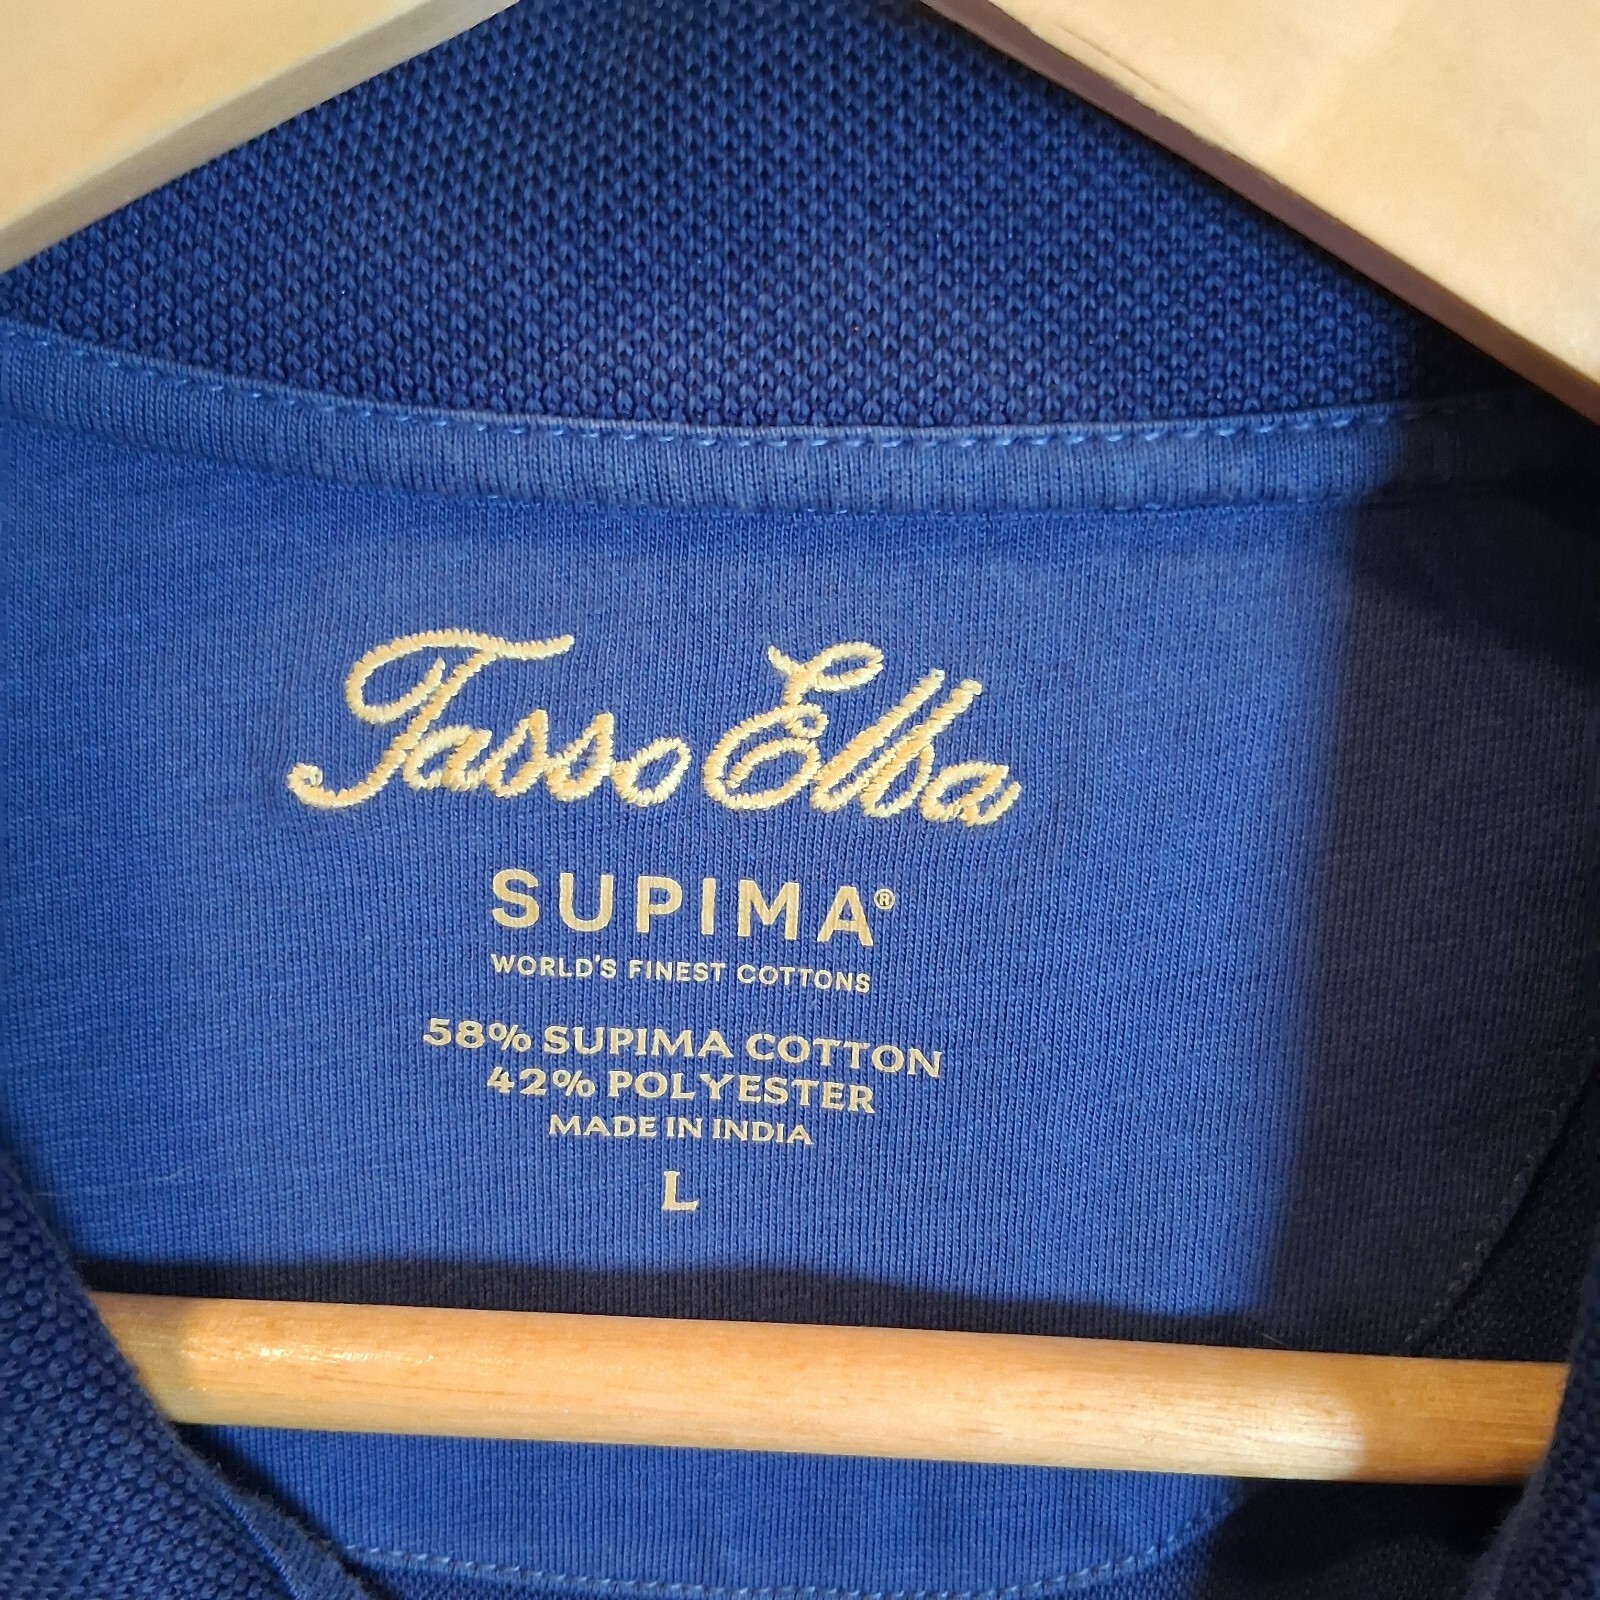 Tasso Elba
SUPIMA®
WORLD'S FINEST COTTONS
58% SUPIMA COTTON
42% POLYESTER
MADE IN INDIA
L